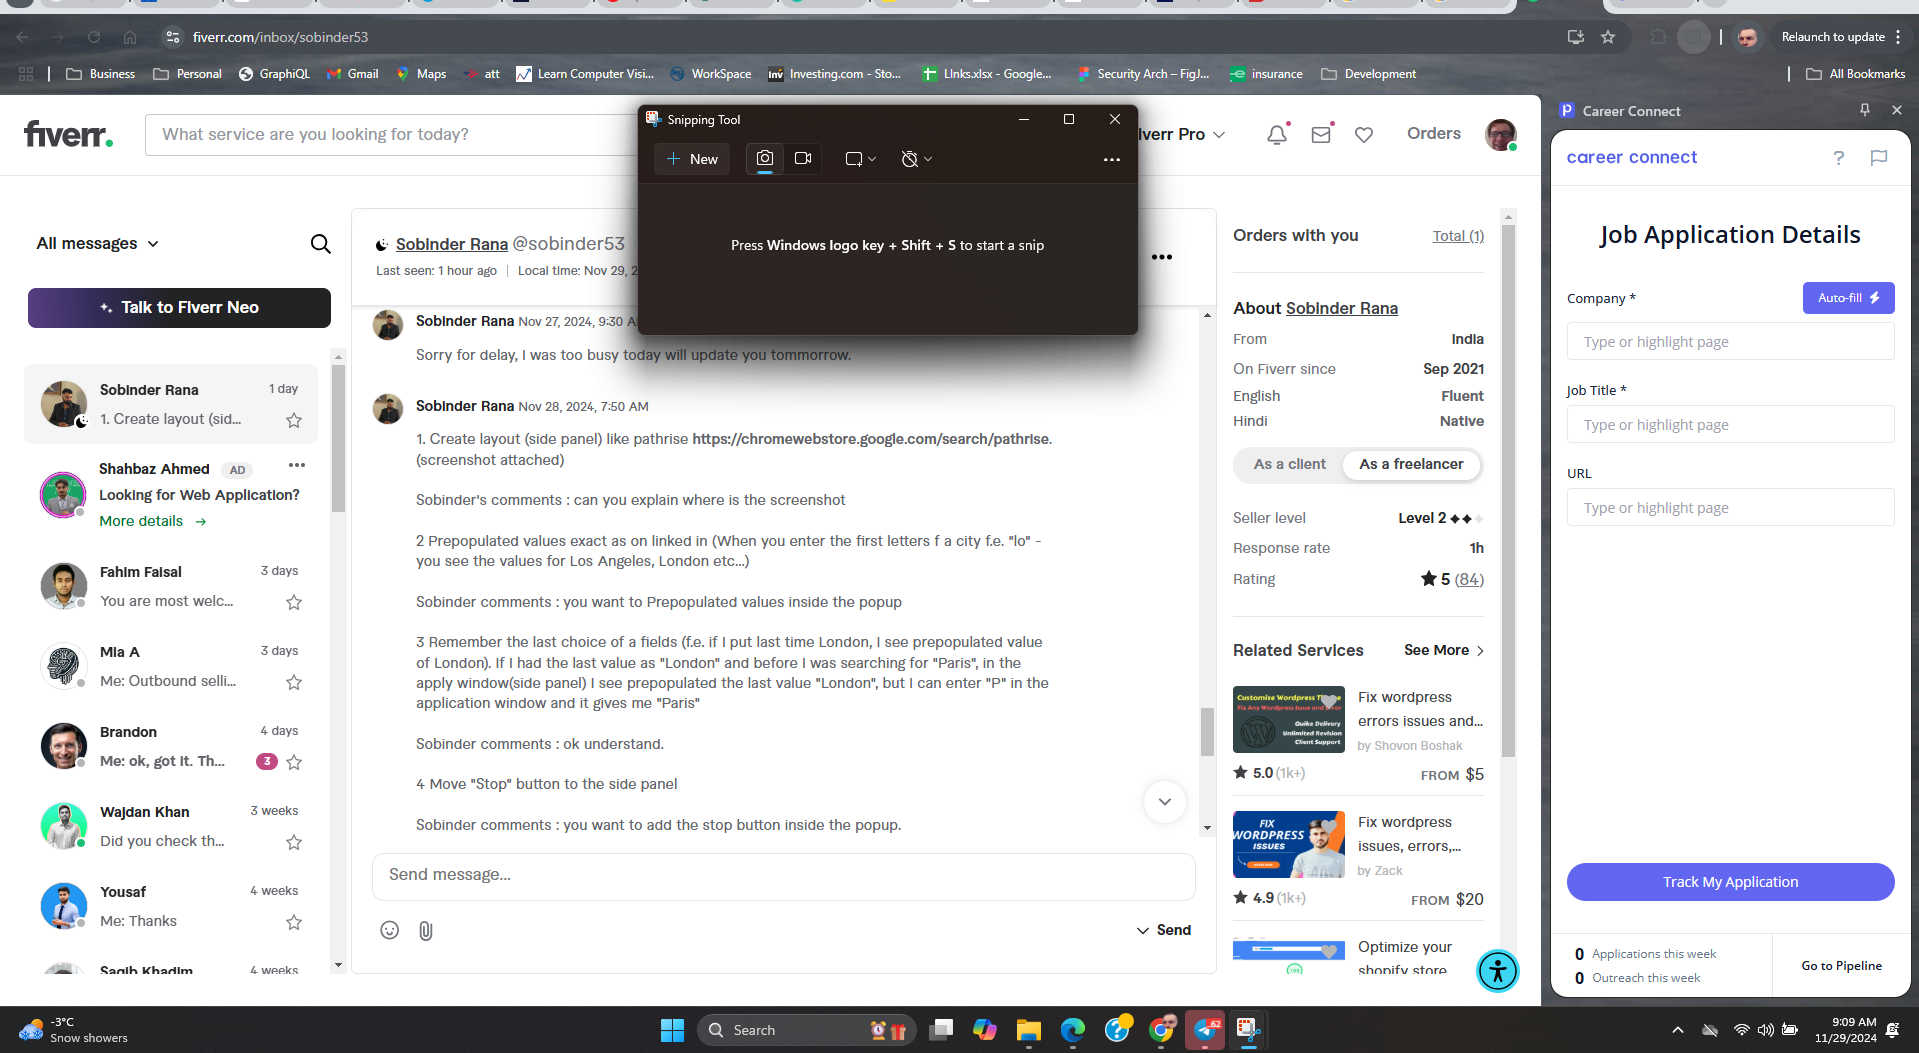 fiverr.com/inbox/sobinder53
Relaunch to update
Business
Personal
GraphiQL
Gmail
Maps
att
Learn Computer Visi...
WorkSpace
Investing.com - Sto...
LInks.xlsx - Google...
Security Arch – FigJ...
insurance
Development
All Bookmarks
fiverr.
What service are you looking for today?
iverr Pro
Orders
Snipping Tool
New
Press Windows logo key + Shift + S to start a snip
All messages
Talk to Fiverr Neo
Sobinder Rana
1 day
1. Create layout (sid...
Shahbaz Ahmed
AD
Looking for Web Application?
More details →
Fahim Faisal
3 days
You are most welc...
Mia A
3 days
Me: Outbound selli...
Brandon
4 days
Me: ok, got it. Th...
3
Wajdan Khan
3 weeks
Did you check th...
Yousaf
4 weeks
Me: Thanks
Saqib Khadim
4 weeks
Sobinder Rana @sobinder53
Last seen: 1 hour ago | Local time: Nov 29, 2
Sobinder Rana Nov 27, 2024, 9:30 A
Sorry for delay, I was too busy today will update you tommorrow.
Sobinder Rana Nov 28, 2024, 7:50 AM
1. Create layout (side panel) like pathrise https://chromewebstore.google.com/search/pathrise.
(screenshot attached)
Sobinder's comments : can you explain where is the screenshot
2 Prepopulated values exact as on linked in (When you enter the first letters f a city f.e. "lo" -
you see the values for Los Angeles, London etc...)
Sobinder comments : you want to Prepopulated values inside the popup
3 Remember the last choice of a fields (f.e. if I put last time London, I see prepopulated value
of London). If I had the last value as "London" and before I was searching for "Paris", in the
apply window(side panel) I see prepopulated the last value "London", but I can enter "P" in the
application window and it gives me "Paris"
Sobinder comments : ok understand.
4 Move "Stop" button to the side panel
Sobinder comments : you want to add the stop button inside the popup.
Send message...
Send
Orders with you
Total (1)
About Sobinder Rana
From
India
On Fiverr since
Sep 2021
English
Fluent
Hindi
Native
As a client
As a freelancer
Seller level
Level 2
Response rate
1h
Rating
5 (84)
Related Services
See More
Customise Wordpress Theme
Fix Any Wordpress Issue and Error
Quike Delivery
Unlimited Revision
Client Support
Fix wordpress
errors issues and...
by Shovon Boshak
5.0 (1k+)
FROM $5
FIX
WORDPRESS
ISSUES
Fix wordpress
issues, errors,...
by Zack
4.9 (1k+)
FROM $20
Optimize your
shopify store
Career Connect
career connect
Job Application Details
Company *
Auto-fill
Type or highlight page
Job Title *
Type or highlight page
URL
Type or highlight page
Track My Application
0 Applications this week
0 Outreach this week
Go to Pipeline
-3°C
Snow showers
Search
62
9:09 AM
11/29/2024